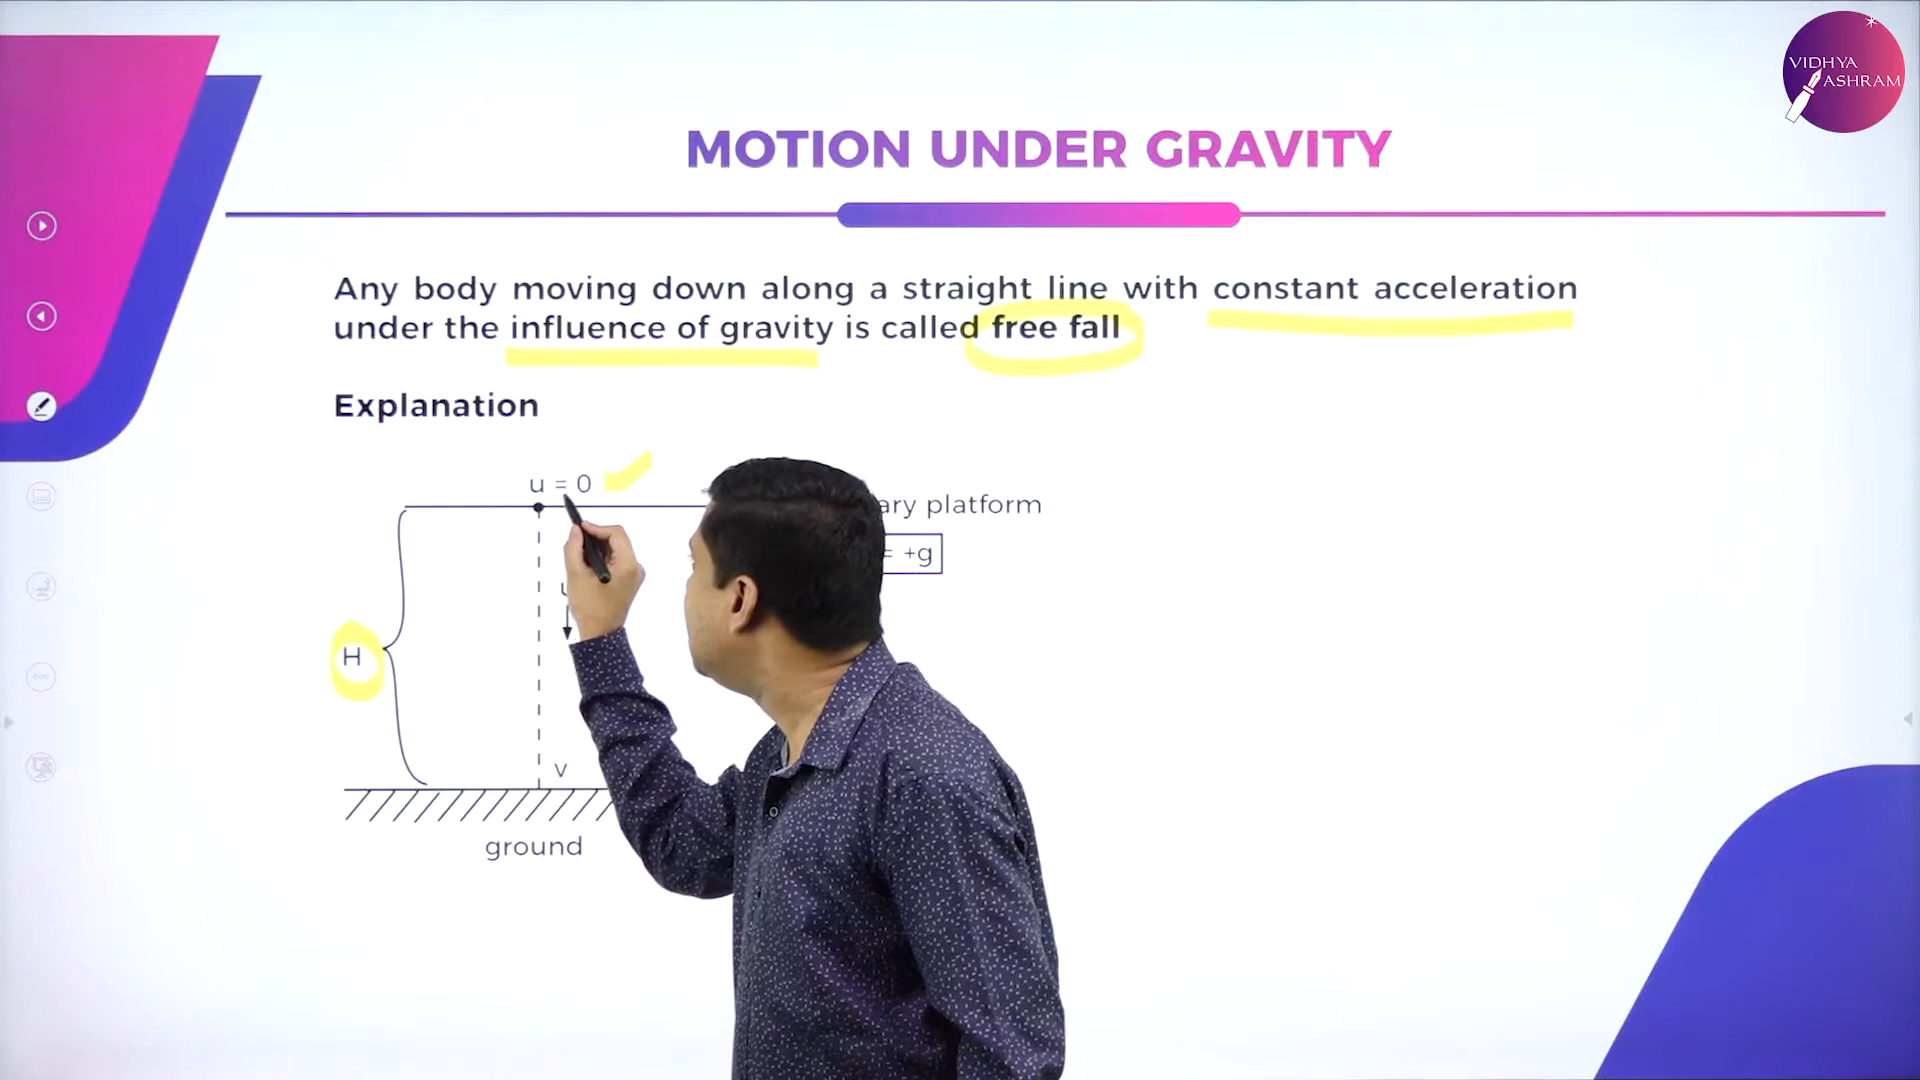 VIDHYA
ASHRAM
MOTION UNDER GRAVITY
Any body moving down along a straight line with constant acceleration
under the influence of gravity is called free fall
Explanation
u = 0
platform
= +g
H
v
ground